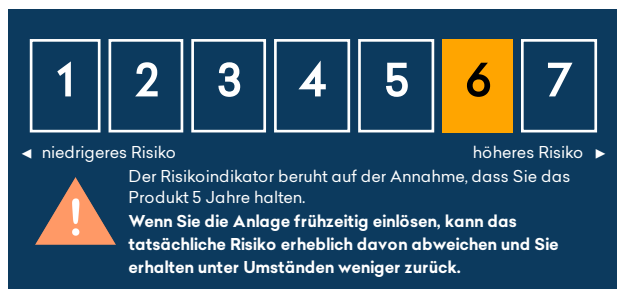 1 2 3 4 5 6 7
◄ niedrigeres Risiko höheres Risiko ►
Der Risikoindikator beruht auf der Annahme, dass Sie das
Produkt 5 Jahre halten.
Wenn Sie die Anlage frühzeitig einlösen, kann das
tatsächliche Risiko erheblich davon abweichen und Sie
erhalten unter Umständen weniger zurück.